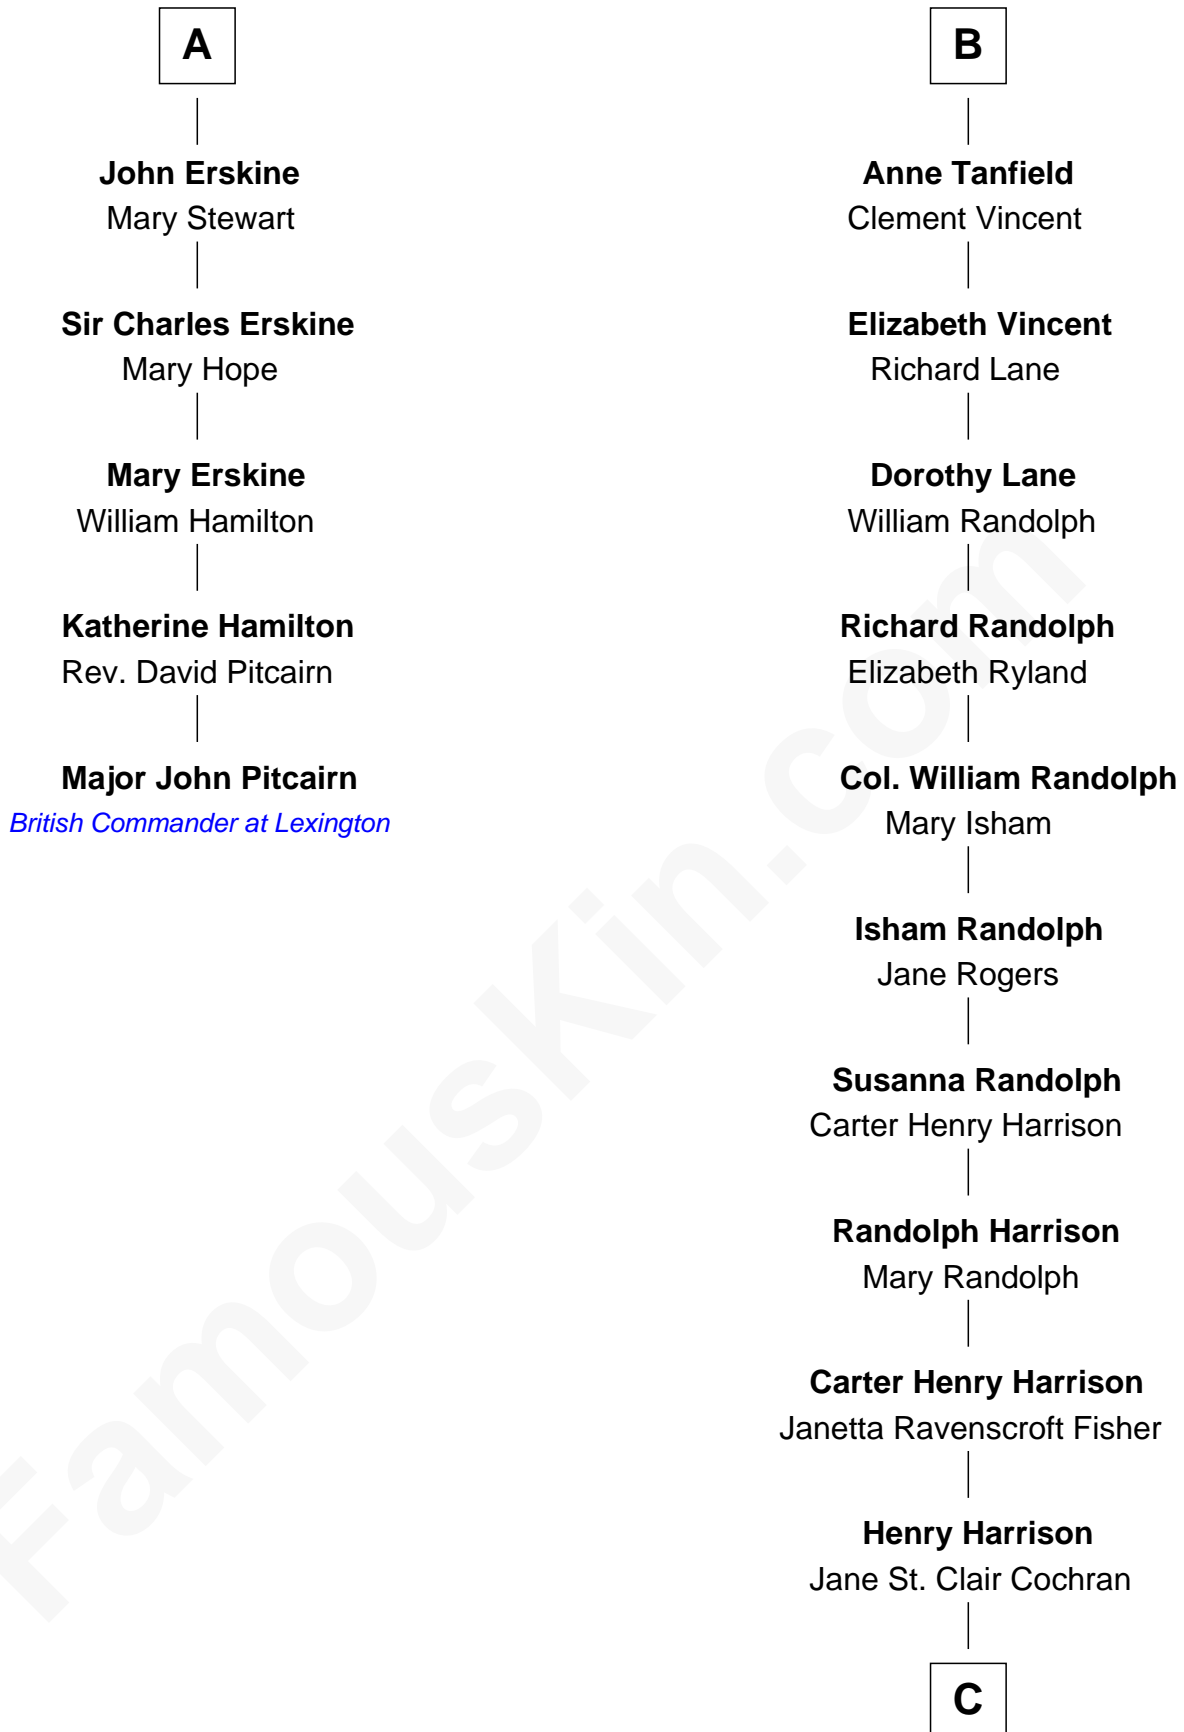 A
John Erskine
Mary Stewart
Sir Charles Erskine
Mary Hope
Mary Erskine
William Hamilton
Katherine Hamilton
Rev. David Pitcairn
Major John Pitcairn
British Commander at Lexington
B
Anne Tanfield
Clement Vincent
Elizabeth Vincent
Richard Lane
Dorothy Lane
William Randolph
Richard Randolph
Elizabeth Ryland
Col. William Randolph
Mary Isham
Isham Randolph
Jane Rogers
Susanna Randolph
Carter Henry Harrison
Randolph Harrison
Mary Randolph
Carter Henry Harrison
Janetta Ravenscroft Fisher
Henry Harrison
Jane St. Clair Cochran
C
FamousKin.com